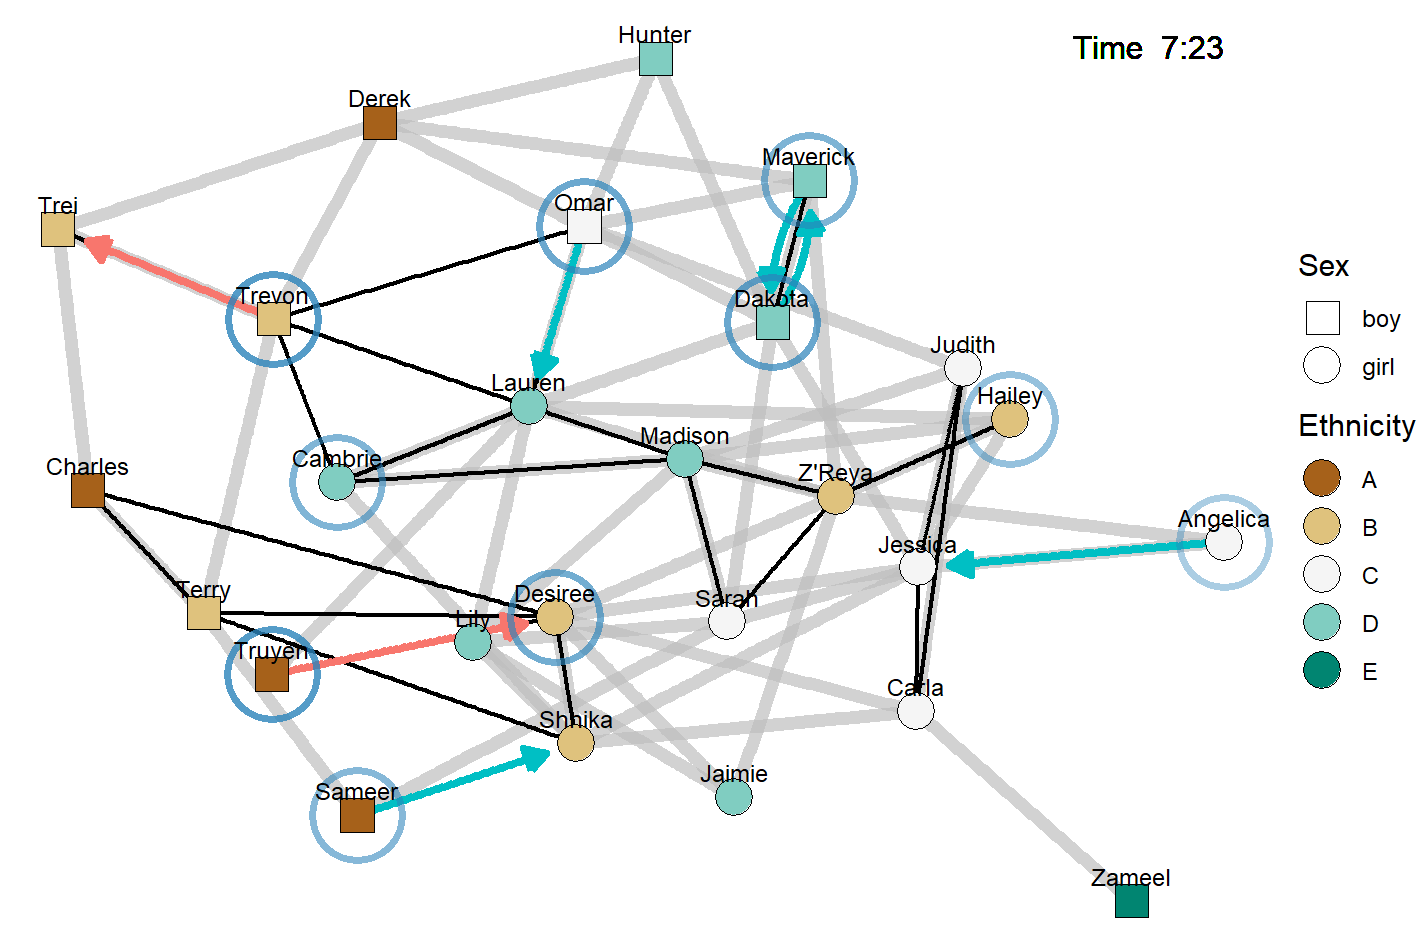 Hunter
Time 7:23
Derek
Maverick
Trei
Omar
Trevon
Dakota
Judith
Lauren
Hailey
Madison
Cambrie
Charles
Z'Reya
Angelica
Jessica
Terry
Desiree
Sarah
Lily
Truyen
Carla
Shnika
Jaimie
Sameer
Zameel
Sex
boy
girl
Ethnicity
A
B
C
D
E